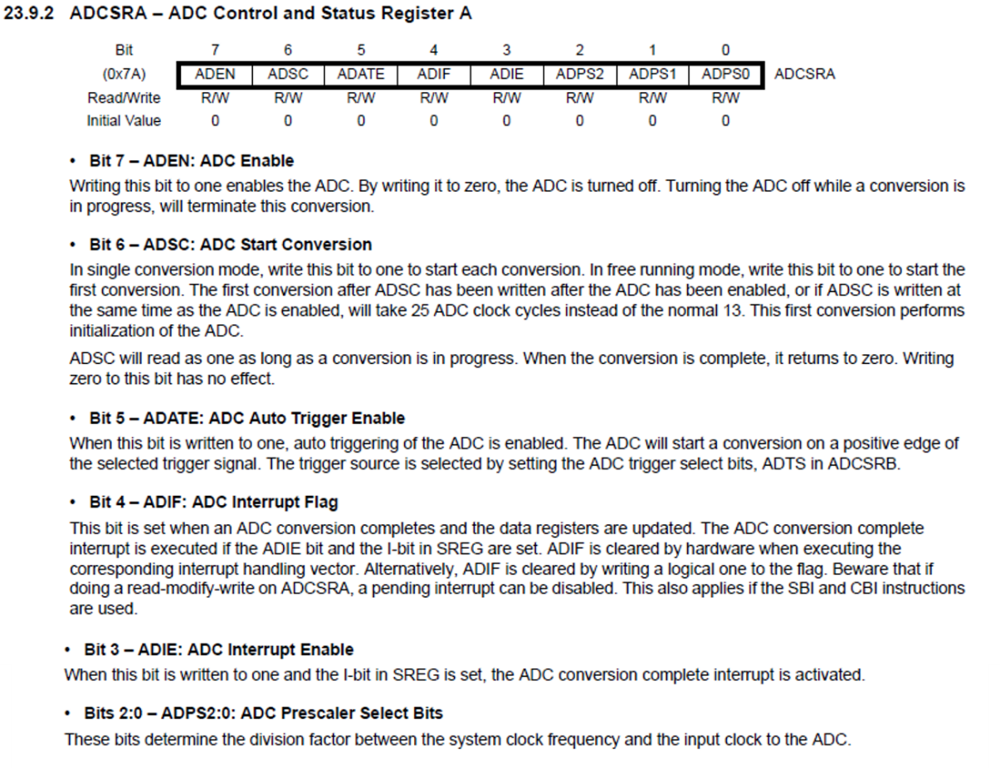 23.9.2 ADCSRA – ADC Control and Status Register A
Bit 7 6 5 4 3 2 1 0
(0x7A) ADEN ADSC ADATE ADIF ADIE ADPS2 ADPS1 ADPS0 ADCSRA
Read/Write R/W R/W R/W R/W R/W R/W R/W R/W
Initial Value 0 0 0 0 0 0 0 0
• Bit 7 – ADEN: ADC Enable
Writing this bit to one enables the ADC. By writing it to zero, the ADC is turned off. Turning the ADC off while a conversion is
in progress, will terminate this conversion.
• Bit 6 – ADSC: ADC Start Conversion
In single conversion mode, write this bit to one to start each conversion. In free running mode, write this bit to one to start the
first conversion. The first conversion after ADSC has been written after the ADC has been enabled, or if ADSC is written at
the same time as the ADC is enabled, will take 25 ADC clock cycles instead of the normal 13. This first conversion performs
initialization of the ADC.
ADSC will read as one as long as a conversion is in progress. When the conversion is complete, it returns to zero. Writing
zero to this bit has no effect.
• Bit 5 – ADATE: ADC Auto Trigger Enable
When this bit is written to one, auto triggering of the ADC is enabled. The ADC will start a conversion on a positive edge of
the selected trigger signal. The trigger source is selected by setting the ADC trigger select bits, ADTS in ADCSRB.
• Bit 4 – ADIF: ADC Interrupt Flag
This bit is set when an ADC conversion completes and the data registers are updated. The ADC conversion complete
interrupt is executed if the ADIE bit and the I-bit in SREG are set. ADIF is cleared by hardware when executing the
corresponding interrupt handling vector. Alternatively, ADIF is cleared by writing a logical one to the flag. Beware that if
doing a read-modify-write on ADCSRA, a pending interrupt can be disabled. This also applies if the SBI and CBI instructions
are used.
• Bit 3 – ADIE: ADC Interrupt Enable
When this bit is written to one and the I-bit in SREG is set, the ADC conversion complete interrupt is activated.
• Bits 2:0 – ADPS2:0: ADC Prescaler Select Bits
These bits determine the division factor between the system clock frequency and the input clock to the ADC.